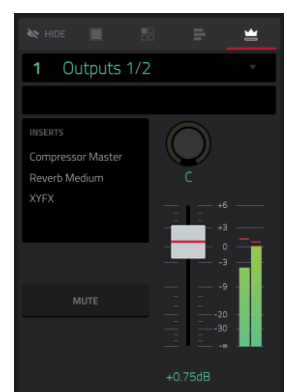 HIDE
1 Outputs 1/2
INSERTS
Compressor Master
Reverb Medium
XYFX
C
+6
+3
0
-3
-9
-20
-30
-∞
MUTE
+0.75dB